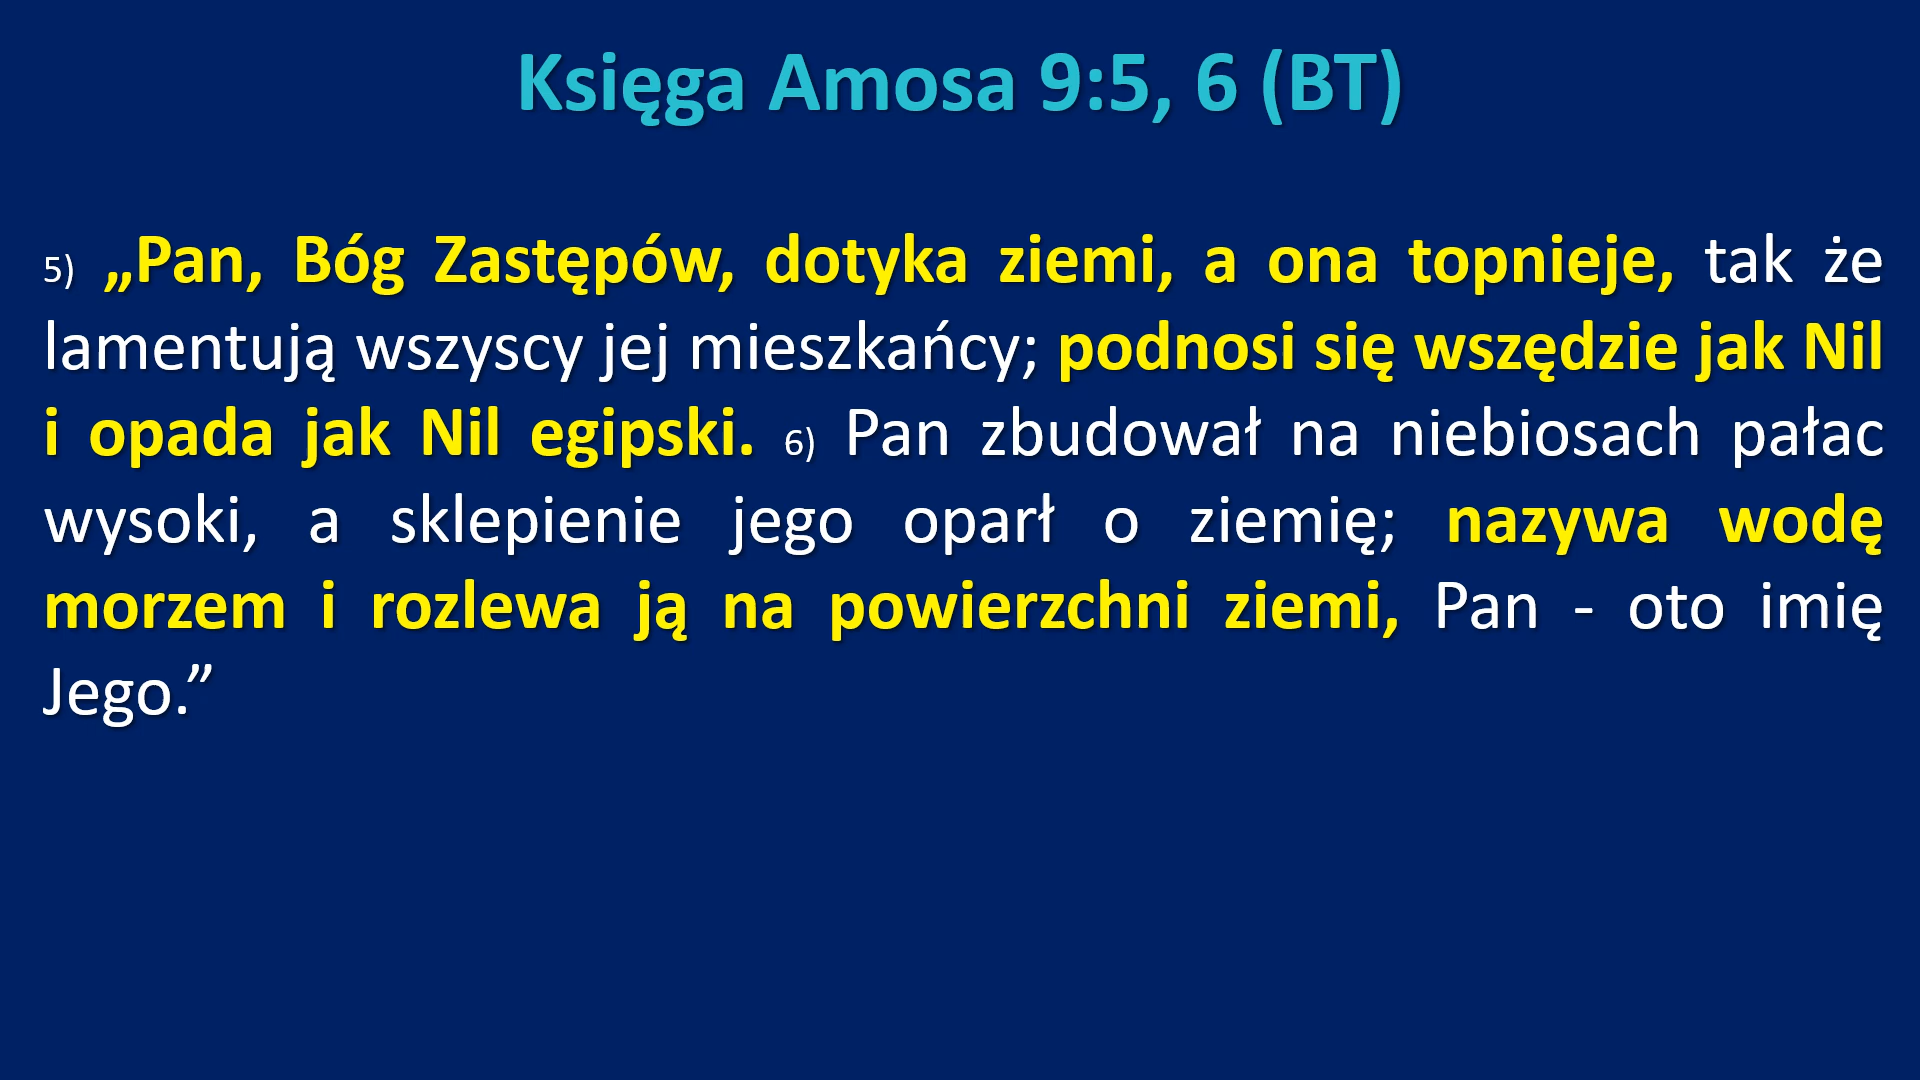 Księga Amosa 9:5, 6 (BT)
5) „Pan, Bóg Zastępów, dotyka ziemi, a ona topnieje, tak że
lamentują wszyscy jej mieszkańcy; podnosi się wszędzie jak Nil
i opada jak Nil egipski. 6) Pan zbudował na niebiosach pałac
wysoki, a sklepienie jego oparł o ziemię; nazywa wodę
morzem i rozlewa ją na powierzchni ziemi, Pan - oto imię
Jego.”